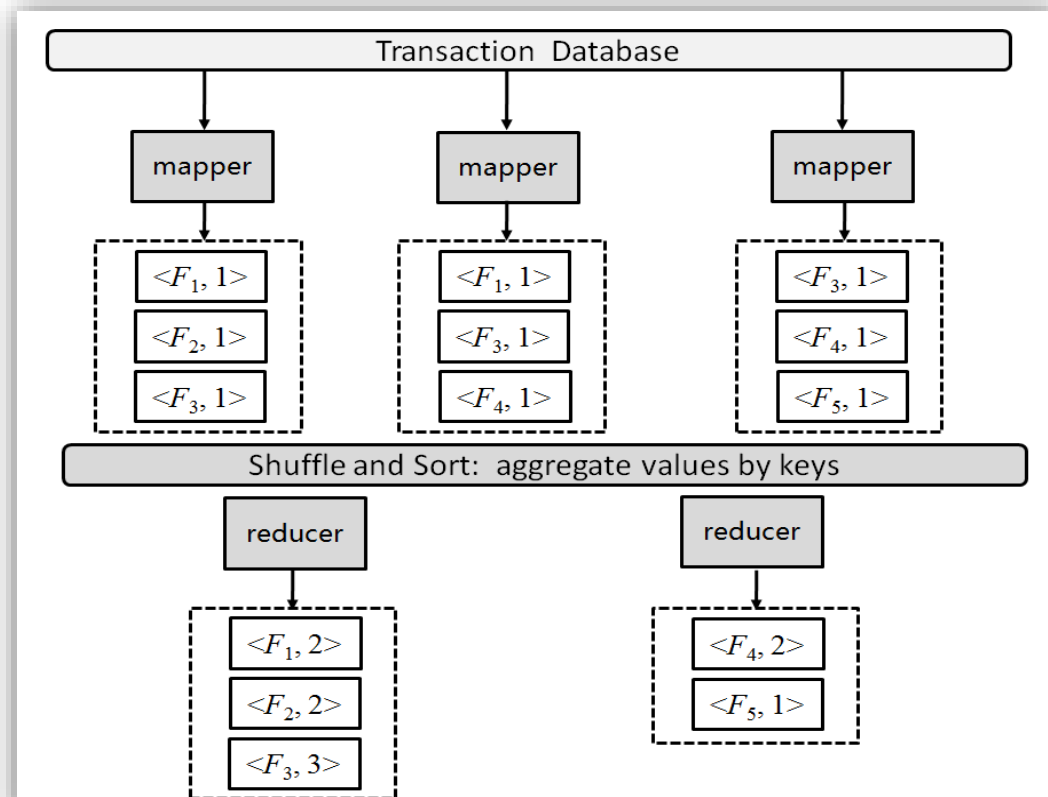 Transaction Database
mapper mapper mapper
<F₁, 1> <F₁, 1> <F₃, 1>
<F₂, 1> <F₃, 1> <F₄, 1>
<F₃, 1> <F₄, 1> <F₅, 1>
Shuffle and Sort: aggregate values by keys
reducer reducer
<F₁, 2> <F₄, 2>
<F₂, 2> <F₅, 1>
<F₃, 3>